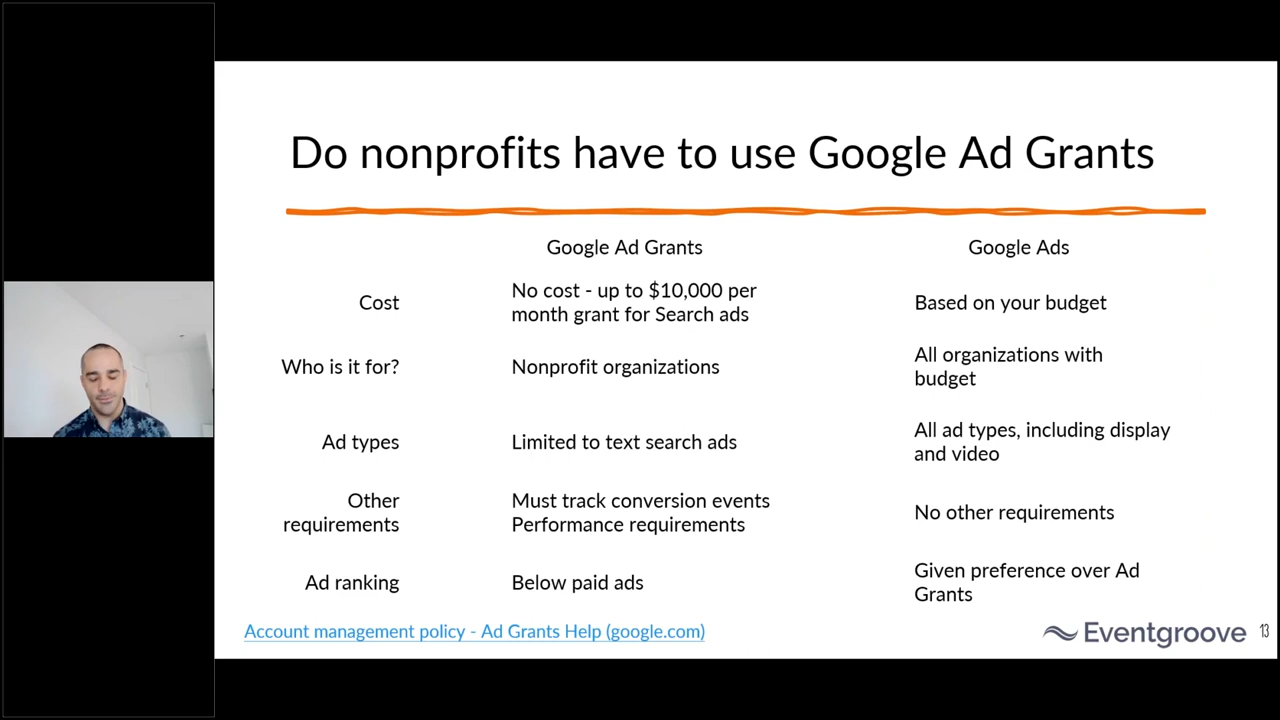 Do nonprofits have to use Google Ad Grants
Google Ad Grants
Google Ads
Cost
No cost - up to $10,000 per
month grant for Search ads
Based on your budget
Who is it for?
Nonprofit organizations
All organizations with
budget
Ad types
Limited to text search ads
All ad types, including display
and video
Other
requirements
Must track conversion events
Performance requirements
No other requirements
Ad ranking
Below paid ads
Given preference over Ad
Grants
Account management policy - Ad Grants Help (google.com)
Eventgroove
13